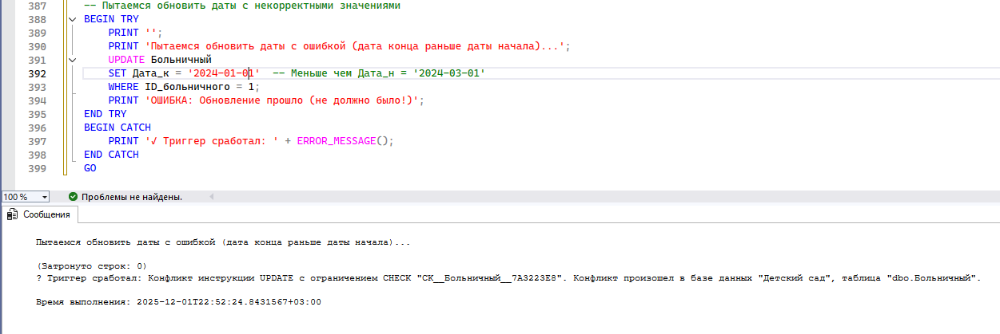 387 -- Пытаемся обновить даты с некорректными значениями
388 BEGIN TRY
389 PRINT '';
390 PRINT 'Пытаемся обновить даты с ошибкой (дата конца раньше даты начала)...';
391 UPDATE Больничный
392 SET Дата_к = '2024-01-01' -- Меньше чем Дата_н = '2024-03-01'
393 WHERE ID_больничного = 1;
394 PRINT 'ОШИБКА: Обновление прошло (не должно было!)';
395 END TRY
396 BEGIN CATCH
397 PRINT '√ Триггер сработал: ' + ERROR_MESSAGE();
398 END CATCH
399 GO
100 % Проблемы не найдены.
Сообщения
Пытаемся обновить даты с ошибкой (дата конца раньше даты начала)...
(Затронуто строк: 0)
? Триггер сработал: Конфликт инструкции UPDATE с ограничением CHECK "CK__Больничный__7A3223E8". Конфликт произошел в базе данных "Детский сад", таблица "dbo.Больничный".
Время выполнения: 2025-12-01T22:52:24.8431567+03:00